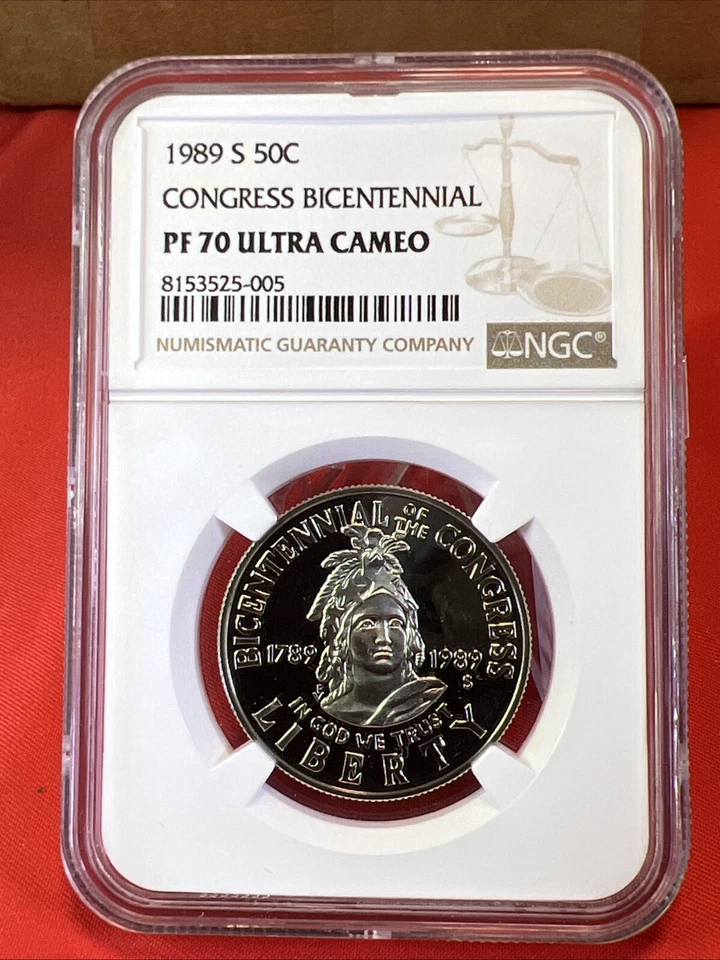 1989 S 50C
CONGRESS BICENTENNIAL
PF 70 ULTRA CAMEO
8153525-005
NUMISMATIC GUARANTY COMPANY
NGC®
BICENTENNIAL OF THE CONGRESS
1789 1989
S
IN GOD WE TRUST
LIBERTY